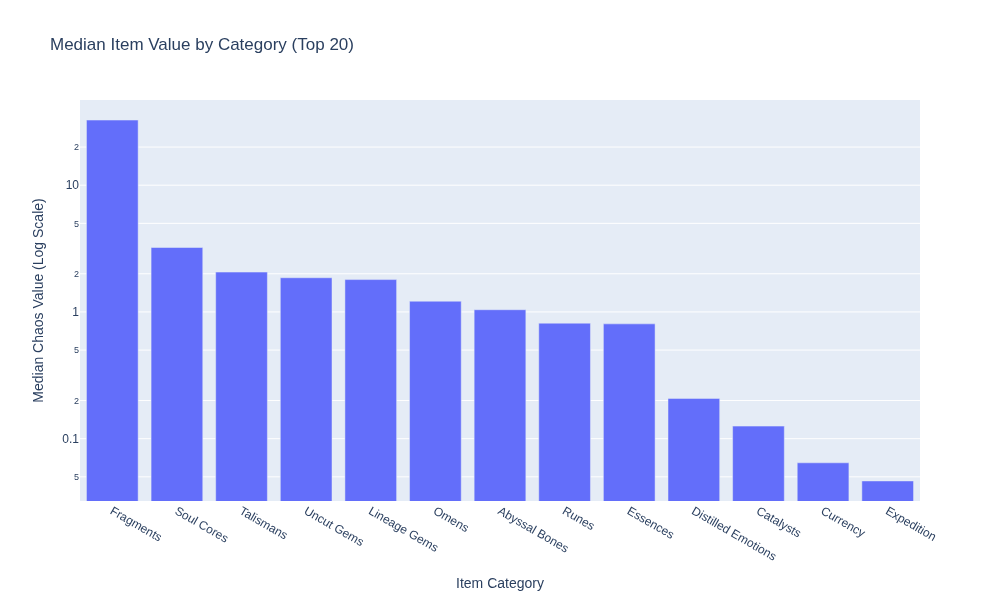 Median Item Value by Category (Top 20)
Median Chaos Value (Log Scale)
2
10
5
2
1
5
2
0.1
5
Fragments
Soul Cores
Talismans
Uncut Gems
Lineage Gems
Omens
Abyssal Bones
Runes
Essences
Distilled Emotions
Catalysts
Currency
Expedition
Item Category